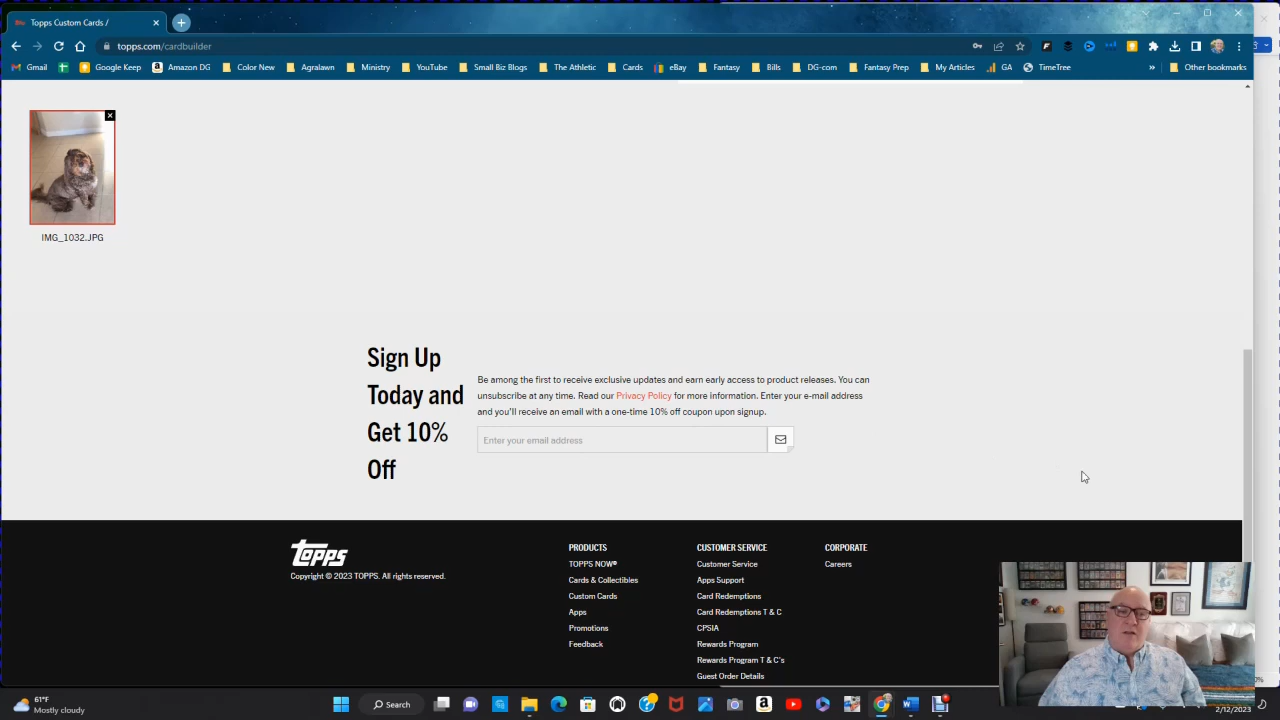 Topps Custom Cards /
topps.com/cardbuilder
Gmail
Google Keep
Amazon DG
Color New
Agralawn
Ministry
YouTube
Small Biz Blogs
The Athletic
Cards
eBay
Fantasy
Bills
DG-com
Fantasy Prep
My Articles
GA
TimeTree
»
Other bookmarks
IMG_1032.JPG
Sign Up
Today and
Get 10%
Off
Be among the first to receive exclusive updates and earn early access to product releases. You can
unsubscribe at any time. Read our Privacy Policy for more information. Enter your e-mail address
and you'll receive an email with a one-time 10% off coupon upon signup.
Enter your email address
TOPPS
Copyright © 2023 TOPPS. All rights reserved.
PRODUCTS
TOPPS NOW®
Cards & Collectibles
Custom Cards
Apps
Promotions
Feedback
CUSTOMER SERVICE
Customer Service
Apps Support
Card Redemptions
Card Redemptions T & C
CPSIA
Rewards Program
Rewards Program T & C's
Guest Order Details
CORPORATE
Careers
61°F
Mostly cloudy
Search
2/12/2023